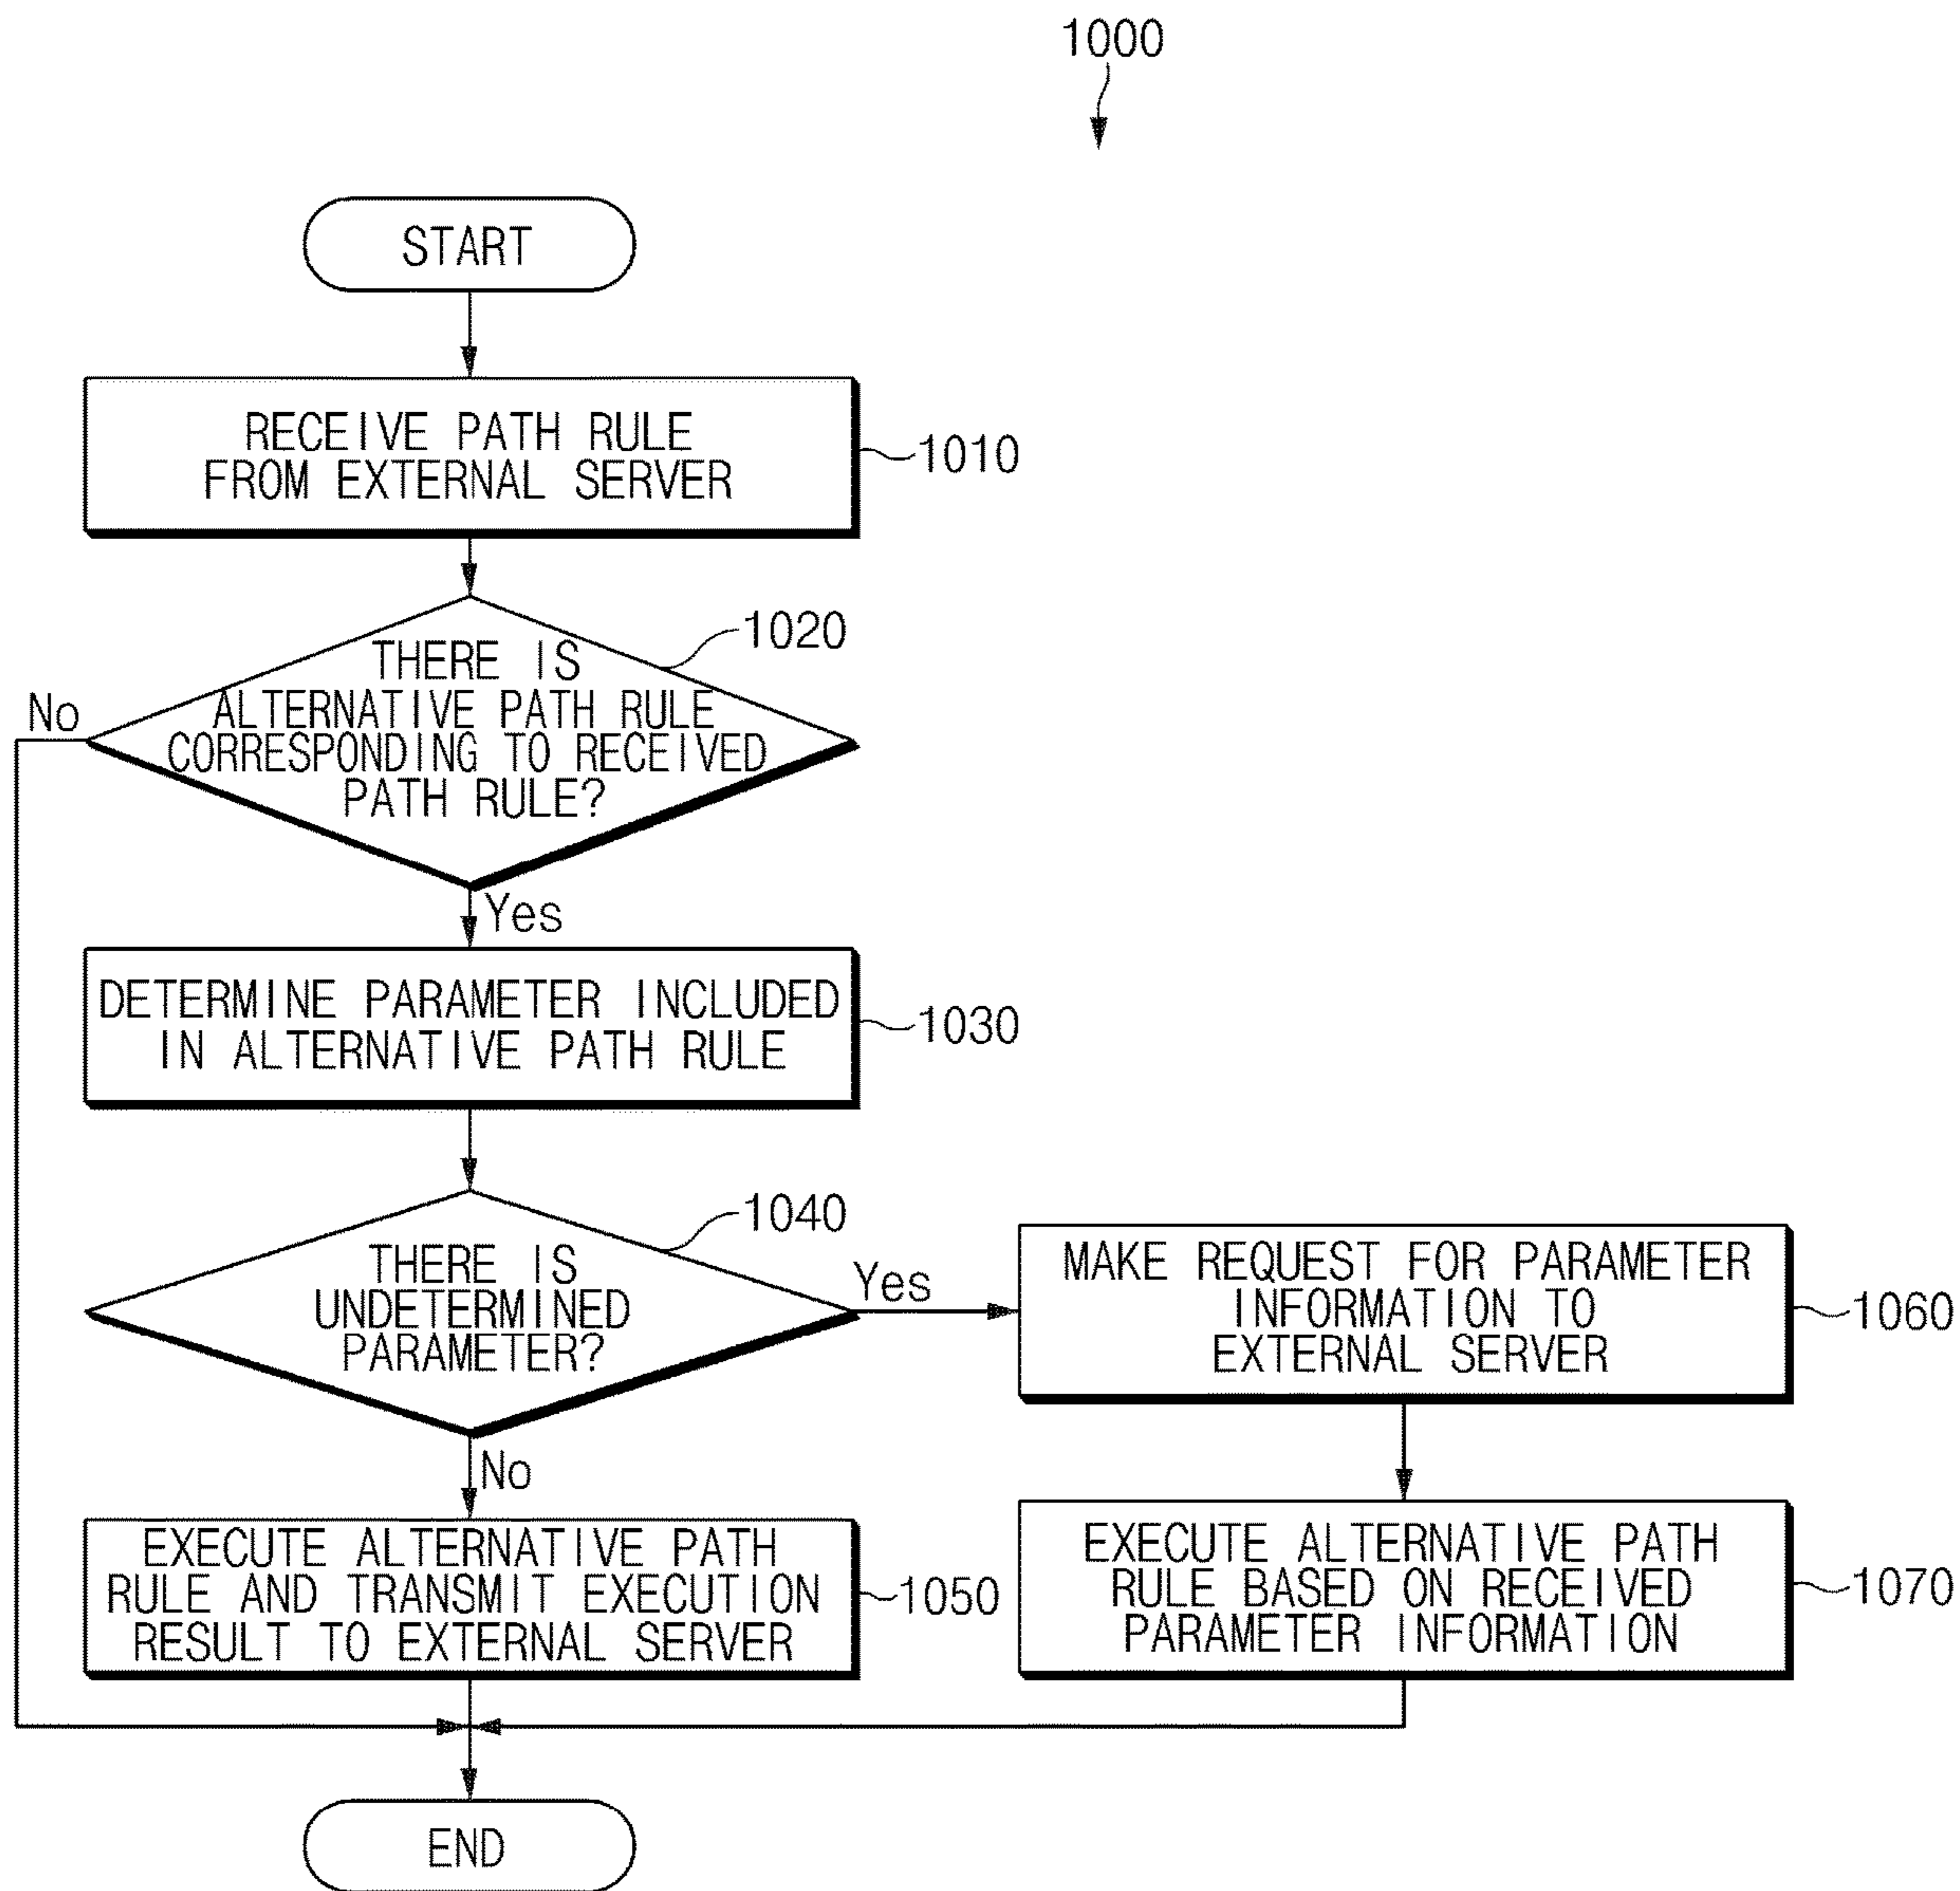 1000
START
RECEIVE PATH RULE
FROM EXTERNAL SERVER
1010
1020
THERE IS
ALTERNATIVE PATH RULE
CORRESPONDING TO RECEIVED
PATH RULE?
No
Yes
DETERMINE PARAMETER INCLUDED
IN ALTERNATIVE PATH RULE
1030
1040
THERE IS
UNDETERMINED
PARAMETER?
Yes
No
MAKE REQUEST FOR PARAMETER
INFORMATION TO
EXTERNAL SERVER
1060
EXECUTE ALTERNATIVE PATH
RULE AND TRANSMIT EXECUTION
RESULT TO EXTERNAL SERVER
1050
EXECUTE ALTERNATIVE PATH
RULE BASED ON RECEIVED
PARAMETER INFORMATION
1070
END